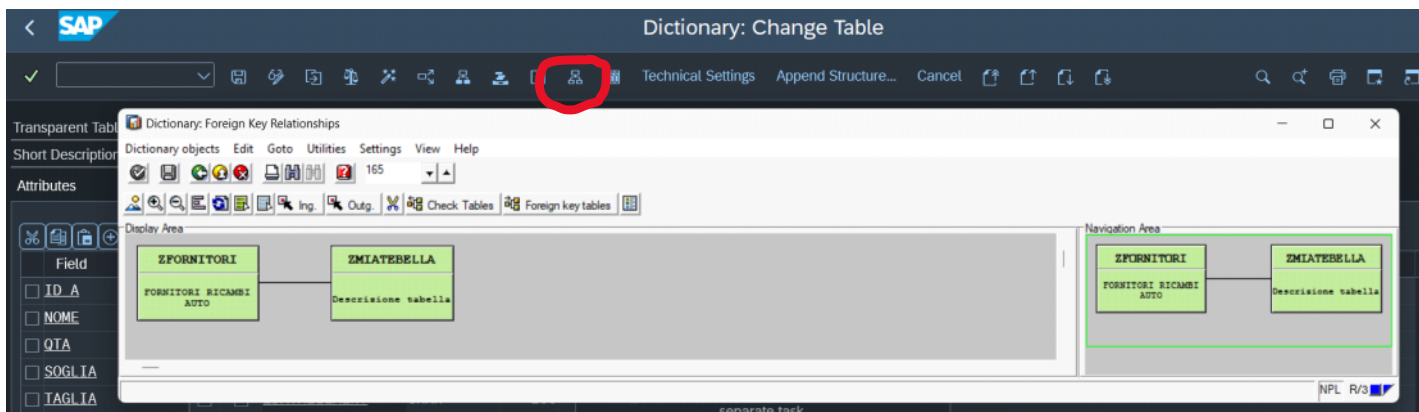 SAP
Dictionary: Change Table
Technical Settings Append Structure... Cancel
Transparent Tabl
Short Description
Attributes
Field
ID_A
NOME
QTA
SOGLIA
TAGLIA
Dictionary: Foreign Key Relationships
Dictionary objects Edit Goto Utilities Settings View Help
165
Ing. Outg. Check Tables Foreign key tables
Display Area
ZFORNITORI
FORNITORI RICAMBI
AUTO
ZMIATEBELLA
Descrizione tabella
Navigation Area
ZFORNITORI
FORNITORI RICAMBI
AUTO
ZMIATEBELLA
Descrizione tabella
NPL R/3
separate task